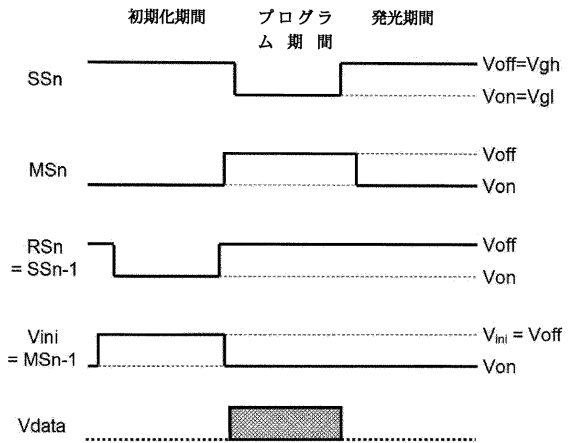 初期化期間
プログラ
ム期間
発光期間
SSn
Voff=Vgh
Von=Vgl
MSn
Voff
Von
RSn
= SSn-1
Voff
Von
Vini
= MSn-1
Vini = Voff
Von
Vdata